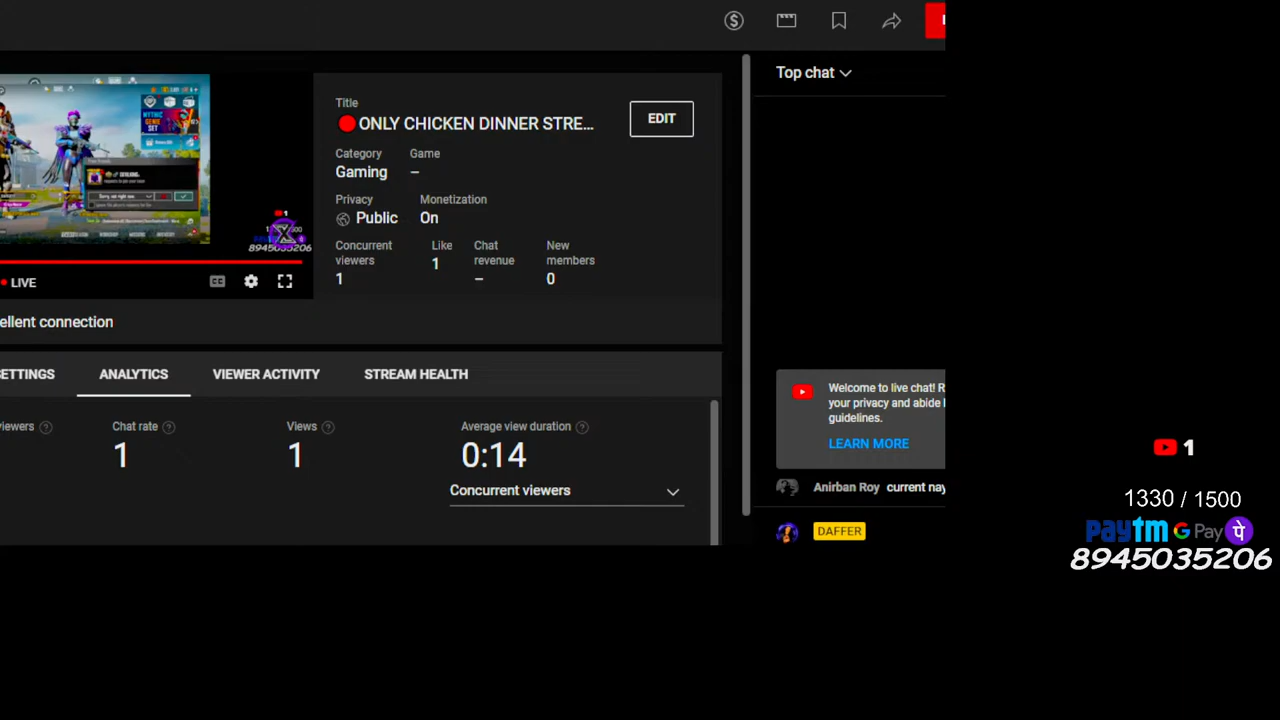 Top chat
Title
ONLY CHICKEN DINNER STRE...
EDIT
Category Game
Gaming –
Privacy Monetization
Public On
Concurrent viewers Like Chat revenue New members
1 1 – 0
8945035206
LIVE
ellent connection
ETTINGS ANALYTICS VIEWER ACTIVITY STREAM HEALTH
iewers Chat rate Views Average view duration
1 1 0:14
Concurrent viewers
Welcome to live chat! R
your privacy and abide
guidelines.
LEARN MORE
Anirban Roy current nay
DAFFER
1
1330 / 1500
paytm G Pay पे
8945035206